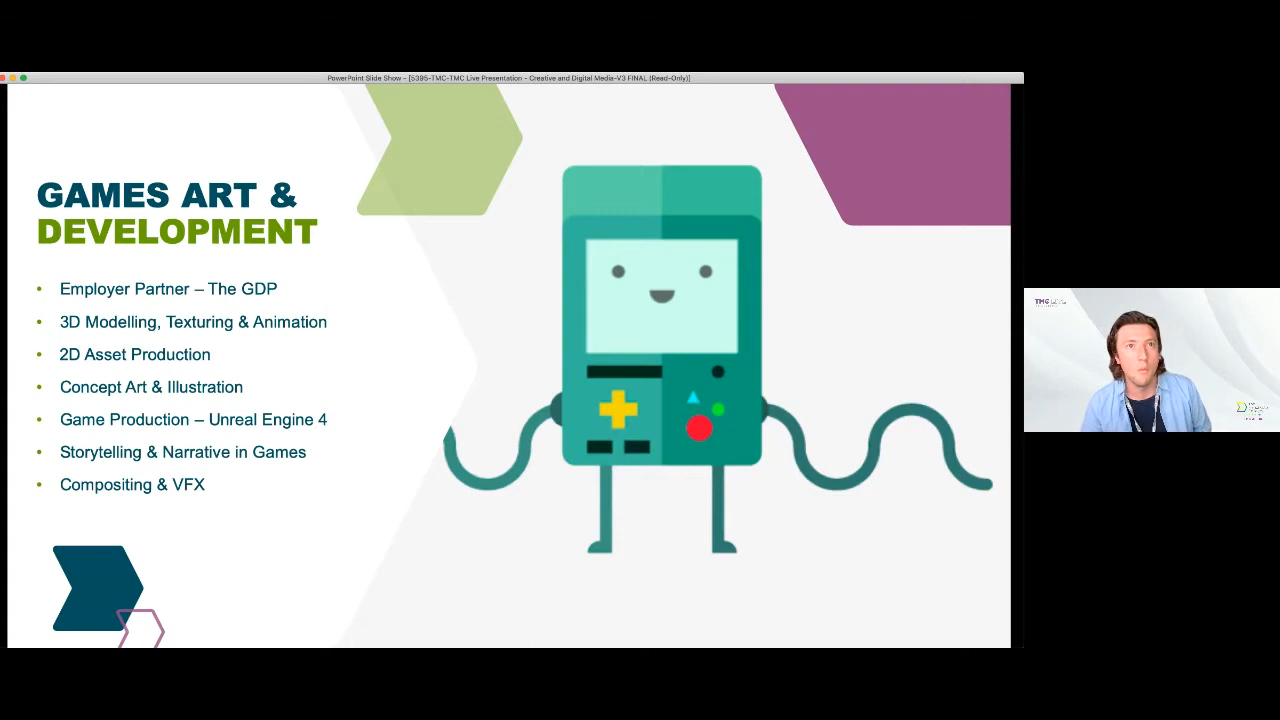 PowerPoint Slide Show - [5395-TMC-TMC Live Presentation - Creative and Digital Media-V3 FINAL (Read-Only)]
GAMES ART &
DEVELOPMENT
• Employer Partner – The GDP
• 3D Modelling, Texturing & Animation
• 2D Asset Production
• Concept Art & Illustration
• Game Production – Unreal Engine 4
• Storytelling & Narrative in Games
• Compositing & VFX
TMC